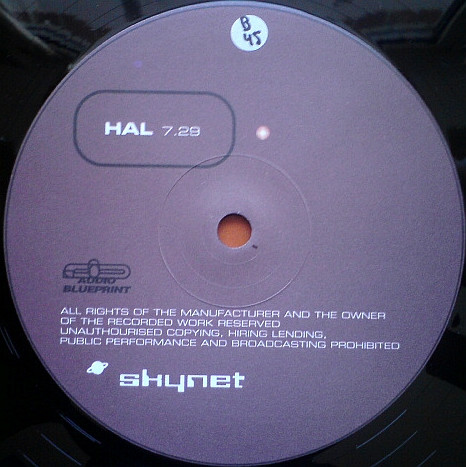 B
45
HAL 7.29
AUDIO
BLUEPRINT
ALL RIGHTS OF THE MANUFACTURER AND THE OWNER
OF THE RECORDED WORK RESERVED
UNAUTHOURISED COPYING, HIRING LENDING,
PUBLIC PERFORMANCE AND BROADCASTING PROHIBITED
skynet